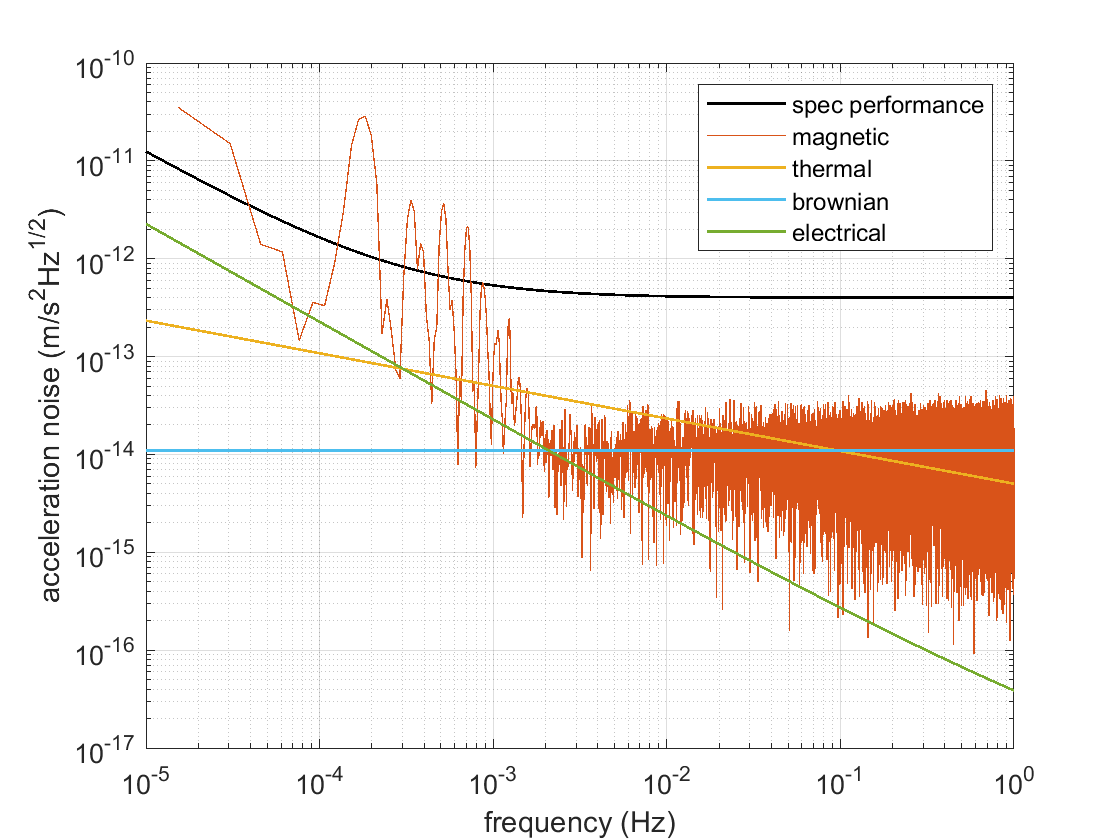 10^-10
10^-11
10^-12
10^-13
10^-14
10^-15
10^-16
10^-17
acceleration noise (m/s^2Hz^1/2)
spec performance
magnetic
thermal
brownian
electrical
10^-5 10^-4 10^-3 10^-2 10^-1 10^0
frequency (Hz)